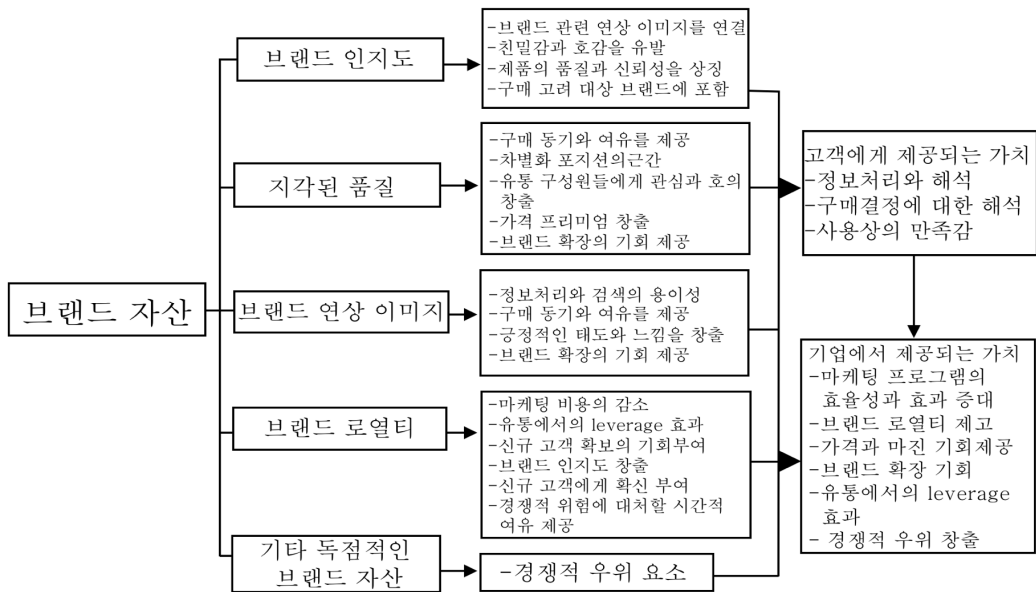 브랜드 자산
브랜드 인지도
-브랜드 관련 연상 이미지를 연결
-친밀감과 호감을 유발
-제품의 품질과 신뢰성을 상징
-구매 고려 대상 브랜드에 포함
지각된 품질
-구매 동기와 여유를 제공
-차별화 포지션의근간
-유통 구성원들에게 관심과 호의
창출
-가격 프리미엄 창출
-브랜드 확장의 기회 제공
브랜드 연상 이미지
-정보처리와 검색의 용이성
-구매 동기와 여유를 제공
-긍정적인 태도와 느낌을 창출
-브랜드 확장의 기회 제공
브랜드 로열티
-마케팅 비용의 감소
-유통에서의 leverage 효과
-신규 고객 확보의 기회부여
-브랜드 인지도 창출
-신규 고객에게 확신 부여
-경쟁적 위험에 대처할 시간적
여유 제공
기타 독점적인
브랜드 자산
-경쟁적 우위 요소
고객에게 제공되는 가치
-정보처리와 해석
-구매결정에 대한 해석
-사용상의 만족감
기업에서 제공되는 가치
-마케팅 프로그램의
효율성과 효과 증대
-브랜드 로열티 제고
-가격과 마진 기회제공
-브랜드 확장 기회
-유통에서의 leverage
효과
- 경쟁적 우위 창출